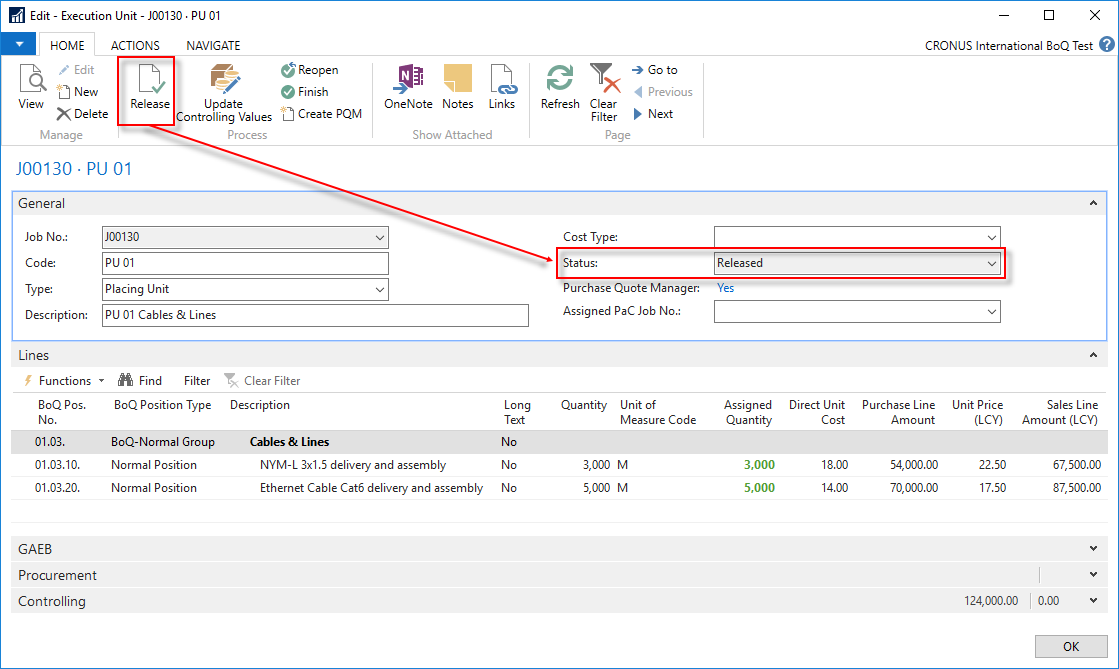 Edit - Execution Unit - J00130 · PU 01
HOME ACTIONS NAVIGATE CRONUS International BoQ Test ?
View
Edit
New
Delete
Manage
Release
Update Controlling Values
Reopen
Finish
Create PQM
Process
OneNote
Notes
Links
Show Attached
Refresh
Clear Filter
Go to
Previous
Next
Page
J00130 · PU 01
General
Job No.: J00130
Code: PU 01
Type: Placing Unit
Description: PU 01 Cables & Lines
Cost Type:
Status: Released
Purchase Quote Manager: Yes
Assigned PaC Job No.:
Lines
Functions Find Filter Clear Filter
BoQ Pos. No. BoQ Position Type Description Long Text Quantity Unit of Measure Code Assigned Quantity Direct Unit Cost Purchase Line Amount Unit Price (LCY) Sales Line Amount (LCY)
01.03. BoQ-Normal Group Cables & Lines No
01.03.10. Normal Position NYM-L 3x1.5 delivery and assembly No 3,000 M 3,000 18.00 54,000.00 22.50 67,500.00
01.03.20. Normal Position Ethernet Cable Cat6 delivery and assembly No 5,000 M 5,000 14.00 70,000.00 17.50 87,500.00
GAEB
Procurement
Controlling 124,000.00 0.00
OK